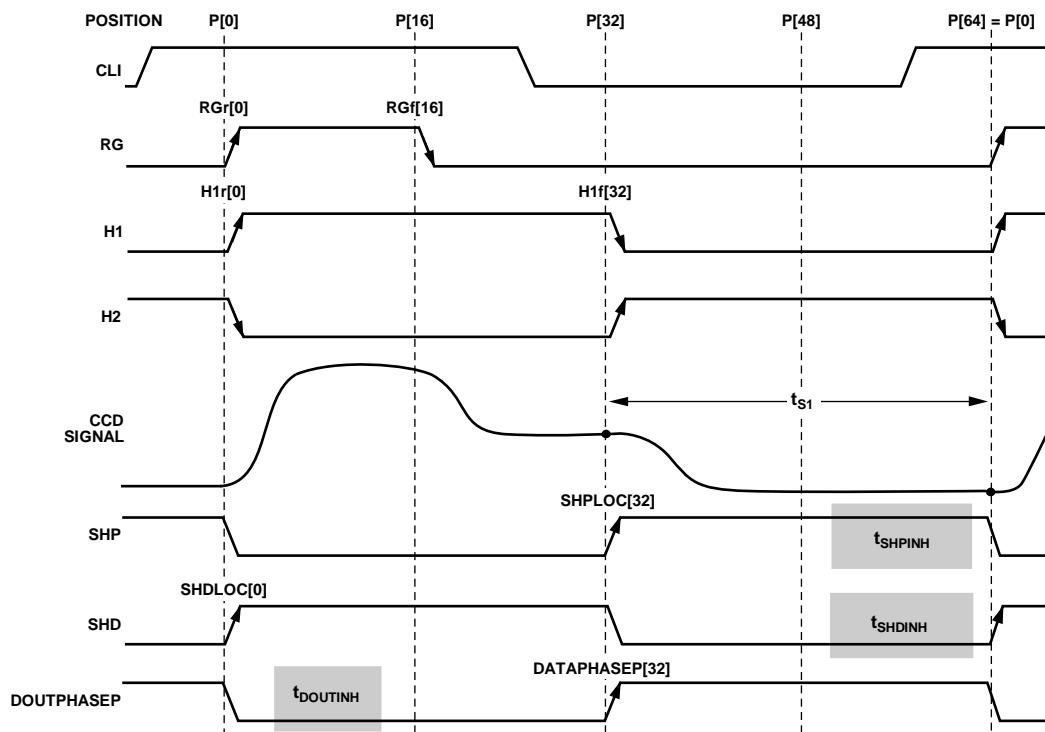 POSITION P[0] P[16] P[32] P[48] P[64] = P[0]
CLI
RGr[0] RGf[16]
RG
H1r[0] H1f[32]
H1
H2
tS1
CCD
SIGNAL
SHPLOC[32]
SHP tSHPINH
SHDLOC[0]
SHD tSHDINH
DATAPHASEP[32]
DOUTPHASEP tDOUTINH